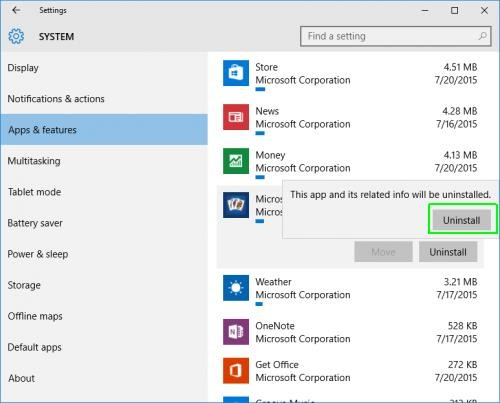 Settings
SYSTEM
Find a setting
Display
Notifications & actions
Apps & features
Multitasking
Tablet mode
Battery saver
Power & sleep
Storage
Offline maps
Default apps
About
Store 4.51 MB
Microsoft Corporation 7/20/2015
News 4.28 MB
Microsoft Corporation 7/16/2015
Money 4.13 MB
Microsoft Corporation 7/20/2015
This app and its related info will be uninstalled.
Uninstall
Move Uninstall
Weather 3.21 MB
Microsoft Corporation 7/17/2015
OneNote 528 KB
Microsoft Corporation 7/17/2015
Get Office 272 KB
Microsoft Corporation 7/20/2015